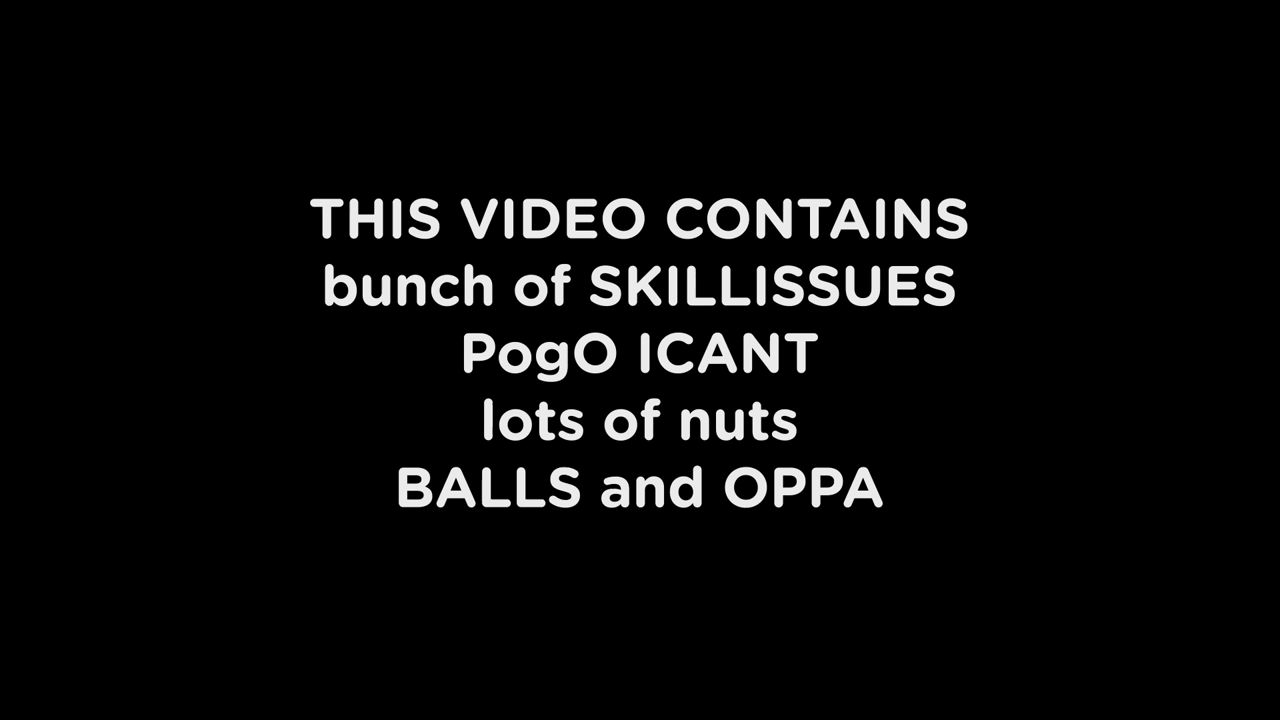 THIS VIDEO CONTAINS
bunch of SKILLISSUES
PogO ICANT
lots of nuts
BALLS and OPPA